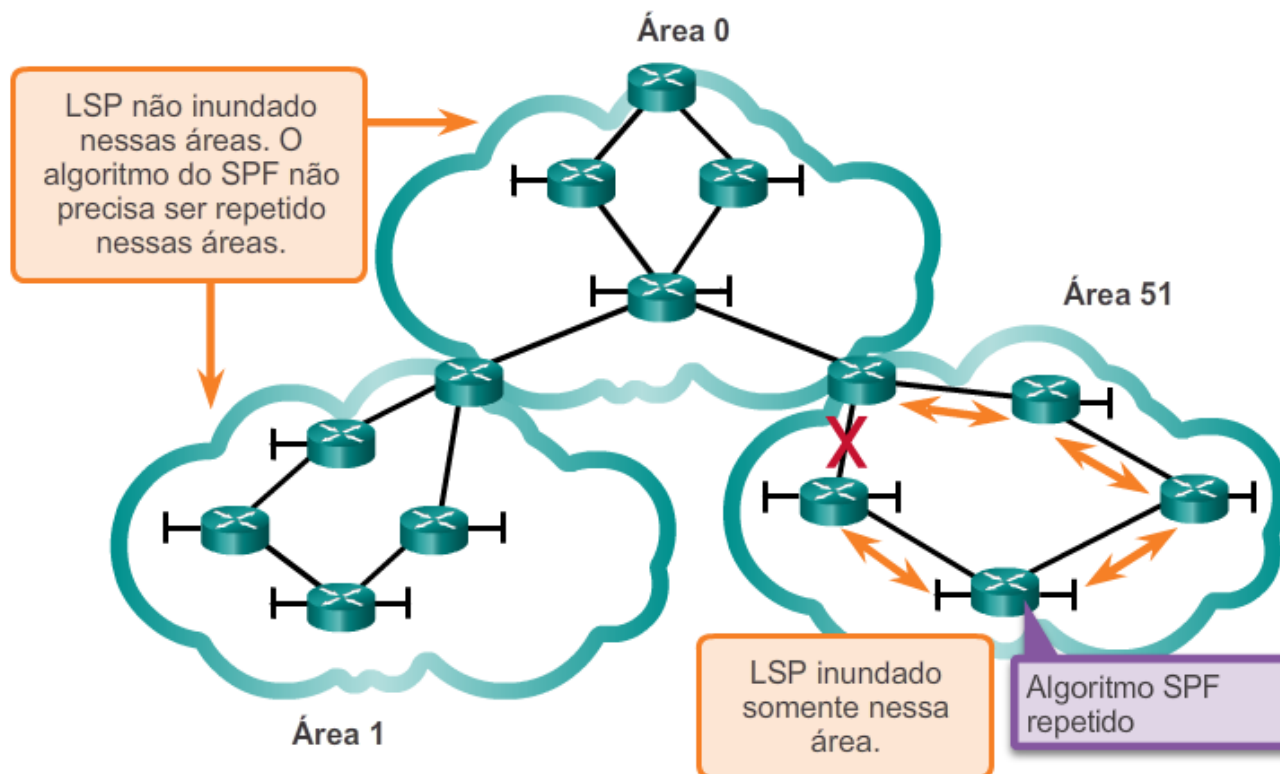 Área 0
LSP não inundado
nessas áreas. O
algoritmo do SPF não
precisa ser repetido
nessas áreas.
Área 51
X
LSP inundado
somente nessa
área.
Algoritmo SPF
repetido
Área 1